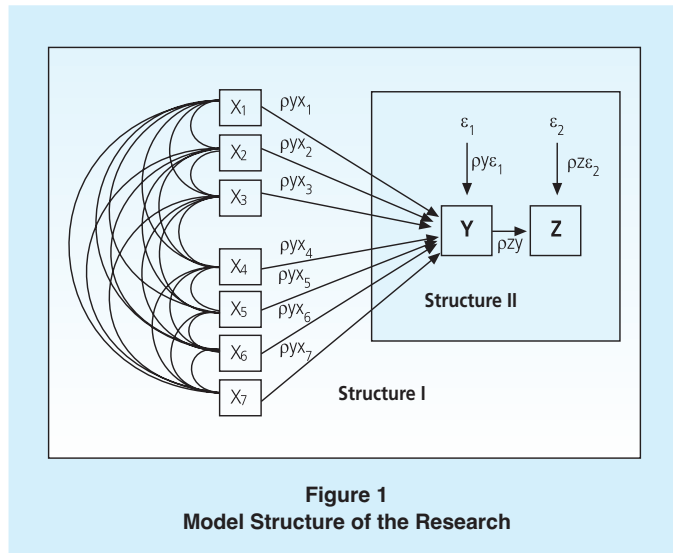 X₁ ρyx₁
X₂ ρyx₂
X₃ ρyx₃
X₄ ρyx₄
X₅ ρyx₅
X₆ ρyx₆
X₇ ρyx₇
ε₁ ε₂
ρyε₁ ρzε₂
Y ρzy Z
Structure II
Structure I
Figure 1
Model Structure of the Research